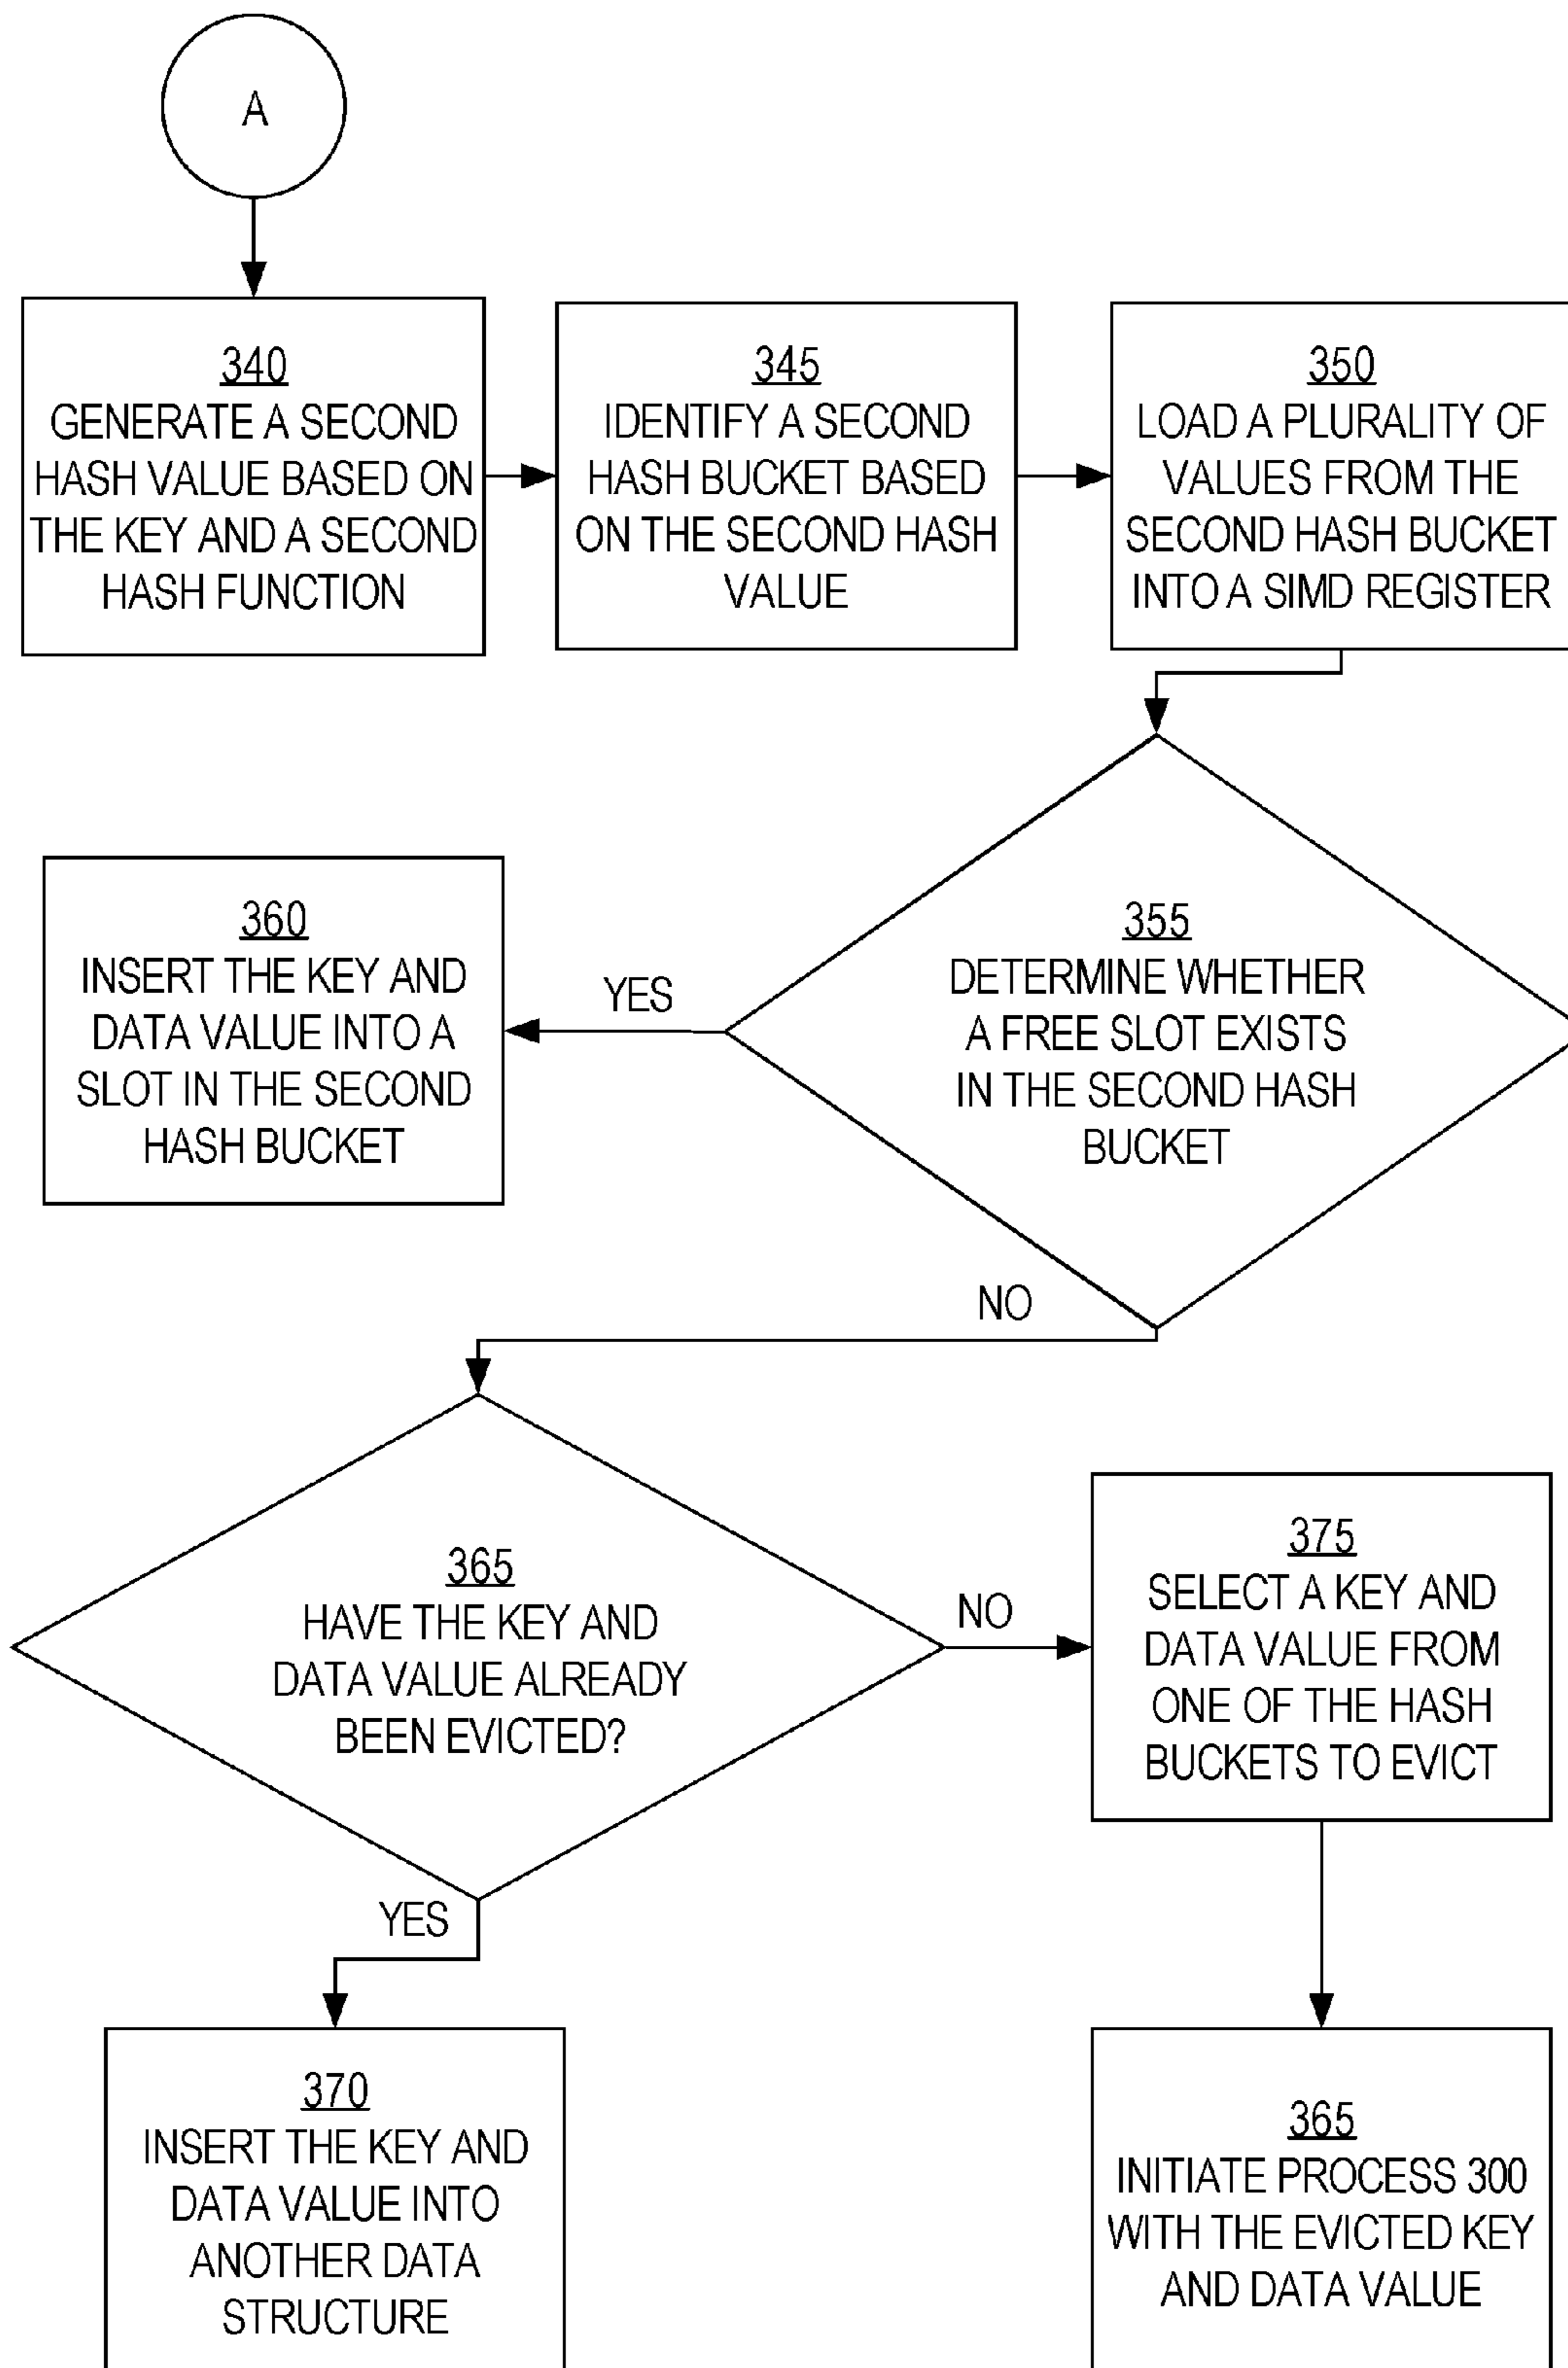 A
340
GENERATE A SECOND
HASH VALUE BASED ON
THE KEY AND A SECOND
HASH FUNCTION
345
IDENTIFY A SECOND
HASH BUCKET BASED
ON THE SECOND HASH
VALUE
350
LOAD A PLURALITY OF
VALUES FROM THE
SECOND HASH BUCKET
INTO A SIMD REGISTER
355
DETERMINE WHETHER
A FREE SLOT EXISTS
IN THE SECOND HASH
BUCKET
YES
360
INSERT THE KEY AND
DATA VALUE INTO A
SLOT IN THE SECOND
HASH BUCKET
NO
365
HAVE THE KEY AND
DATA VALUE ALREADY
BEEN EVICTED?
NO
375
SELECT A KEY AND
DATA VALUE FROM
ONE OF THE HASH
BUCKETS TO EVICT
YES
370
INSERT THE KEY AND
DATA VALUE INTO
ANOTHER DATA
STRUCTURE
365
INITIATE PROCESS 300
WITH THE EVICTED KEY
AND DATA VALUE